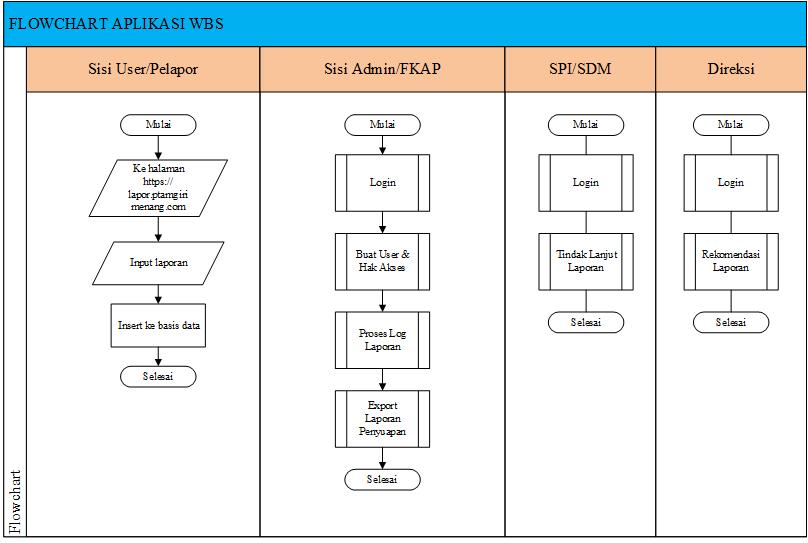 FLOWCHART APLIKASI WBS
Sisi User/Pelapor
Sisi Admin/FKAP
SPI/SDM
Direksi
Mulai
Ke halaman
https://
lapor.ptamgiri
menang.com
Input laporan
Insert ke basis data
Selesai
Mulai
Login
Buat User &
Hak Akses
Proses Log
Laporan
Export
Laporan
Penyuapan
Selesai
Mulai
Login
Tindak Lanjut
Laporan
Selesai
Mulai
Login
Rekomendasi
Laporan
Selesai
Flowchart